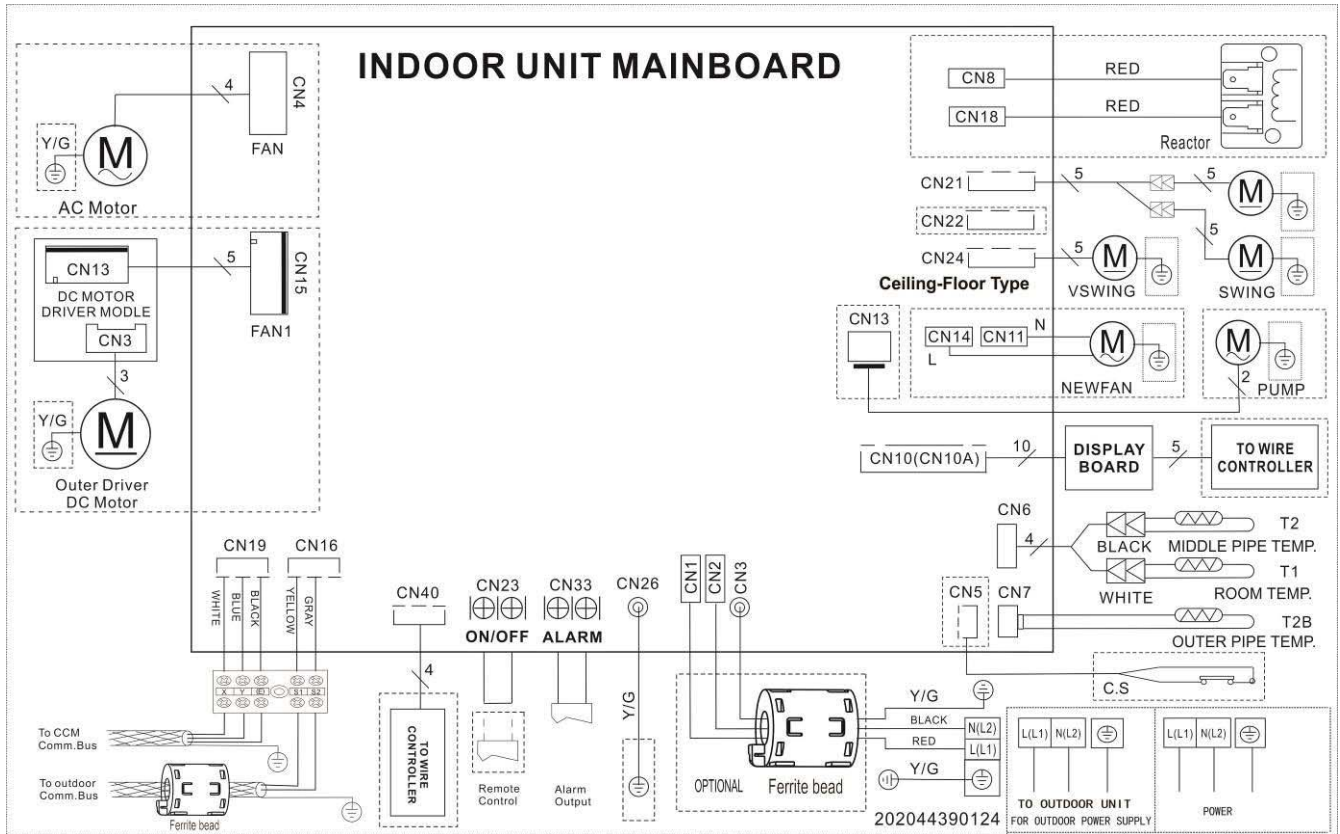 INDOOR UNIT MAINBOARD
4
CN4
FAN
Y/G
M
AC Motor
CN13
DC MOTOR
DRIVER MODLE
CN3
5
CN15
FAN1
3
Y/G
M
Outer Driver
DC Motor
CN8
RED
CN18
RED
Reactor
CN21
5
5
M
CN22
5
CN24
5
M
M
Ceiling-Floor Type
VSWING
SWING
CN13
CN14
CN11
N
L
M
NEWFAN
M
2
PUMP
CN10(CN10A)
10
DISPLAY
BOARD
5
TO WIRE
CONTROLLER
CN6
4
BLACK
T2
MIDDLE PIPE TEMP.
WHITE
T1
ROOM TEMP.
CN5
CN7
T2B
OUTER PIPE TEMP.
C.S
CN19
CN16
WHITE
BLUE
BLACK
YELLOW
GRAY
X
Y
E
S1
S2
To CCM
Comm.Bus
To outdoor
Comm.Bus
Ferrite bead
CN40
4
TO WIRE
CONTROLLER
CN23
ON/OFF
Remote
Control
CN33
ALARM
Alarm
Output
CN26
Y/G
CN1
CN2
CN3
OPTIONAL
Ferrite bead
Y/G
BLACK
N(L2)
RED
L(L1)
Y/G
202044390124
L(L1)
N(L2)
TO OUTDOOR UNIT
FOR OUTDOOR POWER SUPPLY
L(L1)
N(L2)
POWER